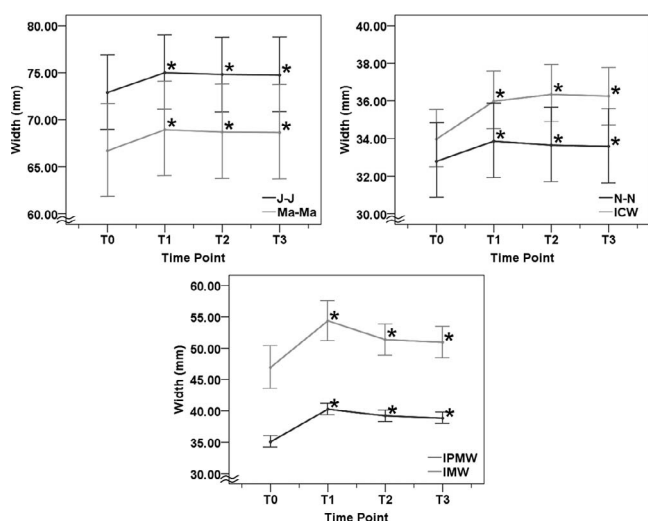 80.00
75.00
70.00
65.00
60.00
Width (mm)
* * *
* * *
J-J
Ma-Ma
T0 T1 T2 T3
Time Point
40.00
38.00
36.00
34.00
32.00
30.00
Width (mm)
* * *
* * *
N-N
ICW
T0 T1 T2 T3
Time Point
60.00
55.00
50.00
45.00
40.00
35.00
30.00
Width (mm)
* * *
* * *
IPMW
IMW
T0 T1 T2 T3
Time Point